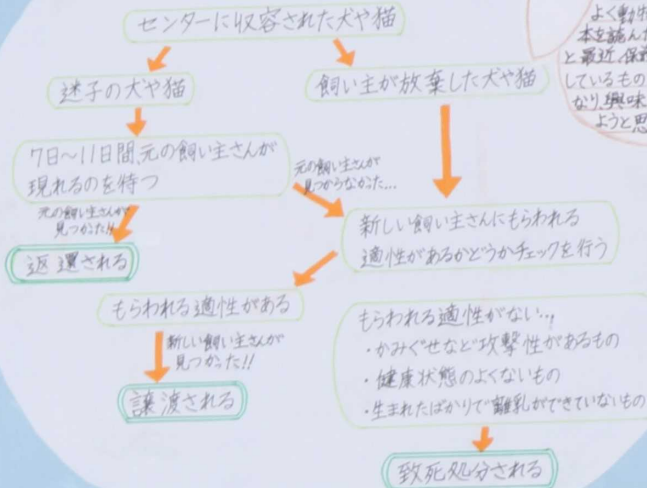 センターに収容された犬や猫
迷子の犬や猫
飼い主が放棄した犬や猫
7日〜11日間、元の飼い主さんが
現れるのを待つ
元の飼い主さんが
見つからなかった...
元の飼い主さんが
見つかった!!
返還される
新しい飼い主さんにもらわれる
適性があるかどうかチェックを行う
もらわれる適性がある
新しい飼い主さんが
見つかった!!
譲渡される
もらわれる適性がない...
・かみぐせなど攻撃性があるもの
・健康状態のよくないもの
・生まれたばかりで離乳ができていないもの
致死処分される
よく動物
本を読んだ
と最近、保
しているもの
なり、興味
ようと思